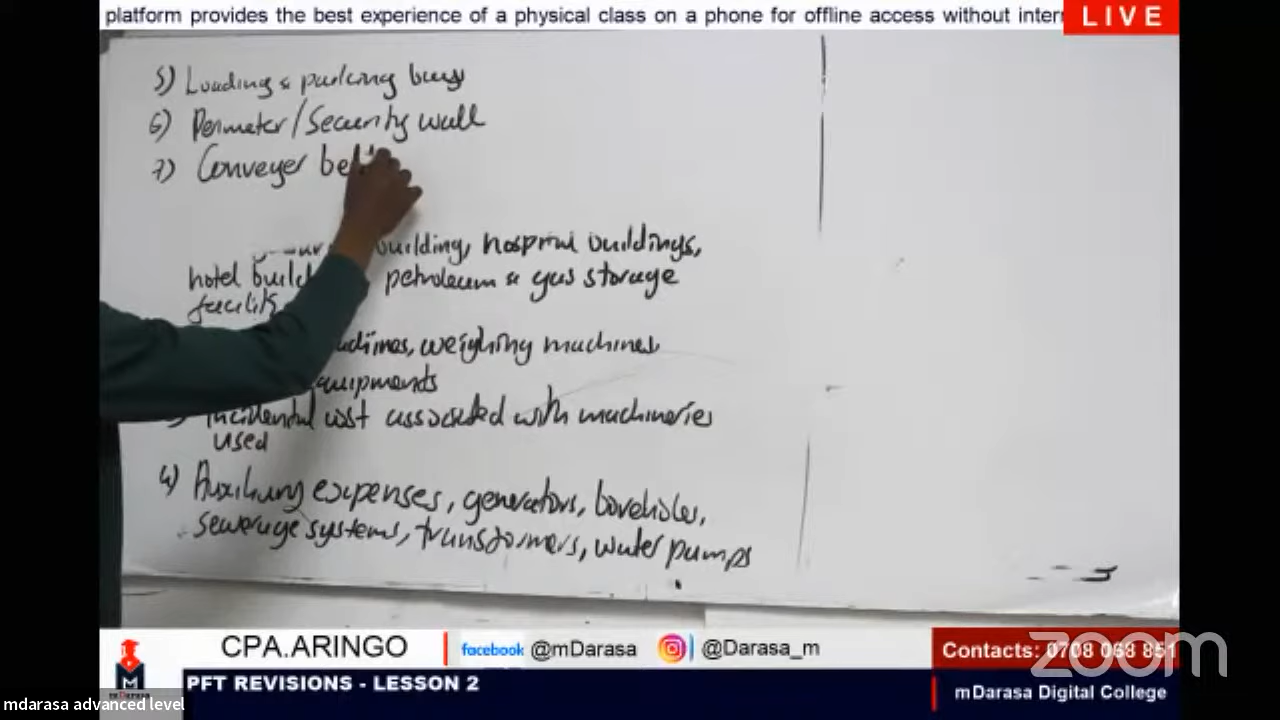 platform provides the best experience of a physical class on a phone for offline access without inter
LIVE
5) Loading & parking bays
6) Perimeter/Security wall
7) Conveyer bel
building, hospital buildings,
hotel build petroleum & gas storage
weighing machines
equipments
incidental cost associated with machineries
used
4) Auxiliary expenses, generators, boreholes,
sewerage systems, transformers, water pumps
CPA.ARINGO
facebook @mDarasa
@Darasa_m
Contacts: 0708 068 851
zoom
PFT REVISIONS - LESSON 2
mDarasa Digital College
mDarasa
mdarasa advanced level